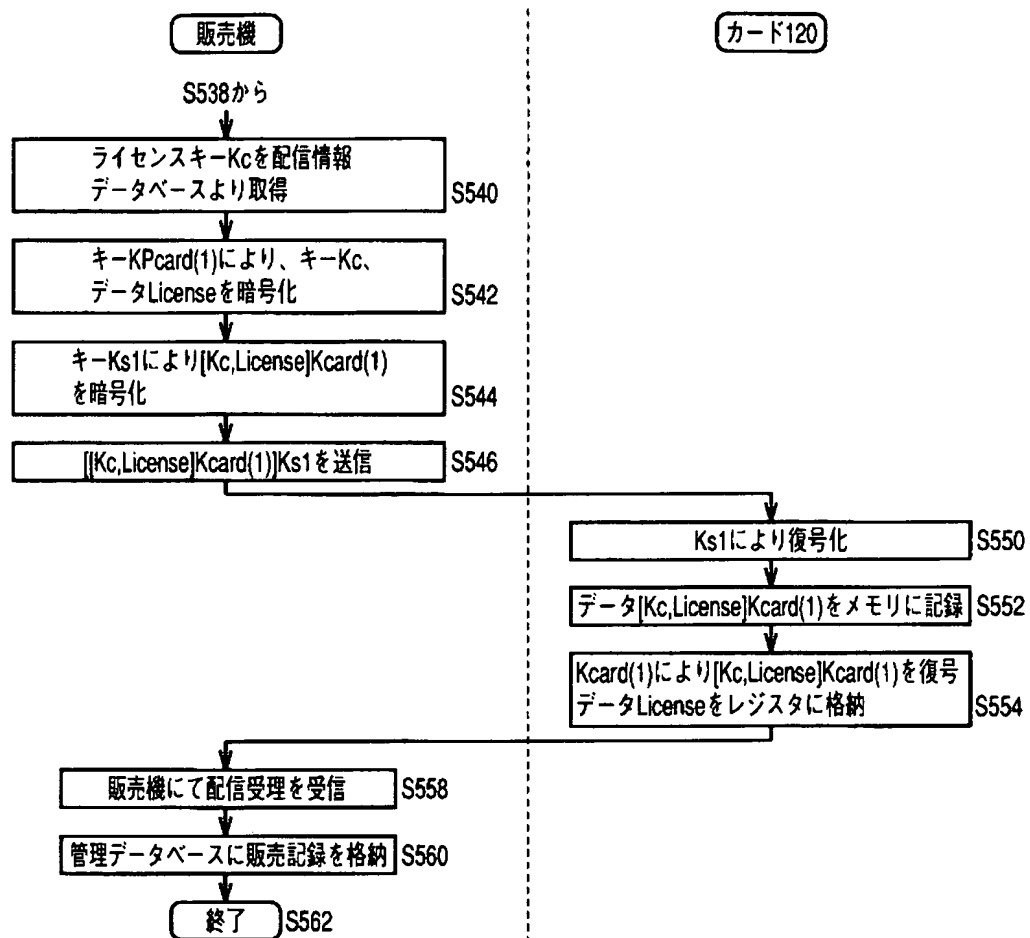 販売機
カード120
S538から
ライセンスキーKcを配信情報
データベースより取得
S540
キーKPcard(1)により、キーKc、
データLicenseを暗号化
S542
キーKs1により[Kc,License]Kcard(1)
を暗号化
S544
[[Kc,License]Kcard(1)]Ks1を送信
S546
Ks1により復号化
S550
データ[Kc,License]Kcard(1)をメモリに記録
S552
Kcard(1)により[Kc,License]Kcard(1)を復号
データLicenseをレジスタに格納
S554
販売機にて配信受理を受信
S558
管理データベースに販売記録を格納
S560
終了
S562